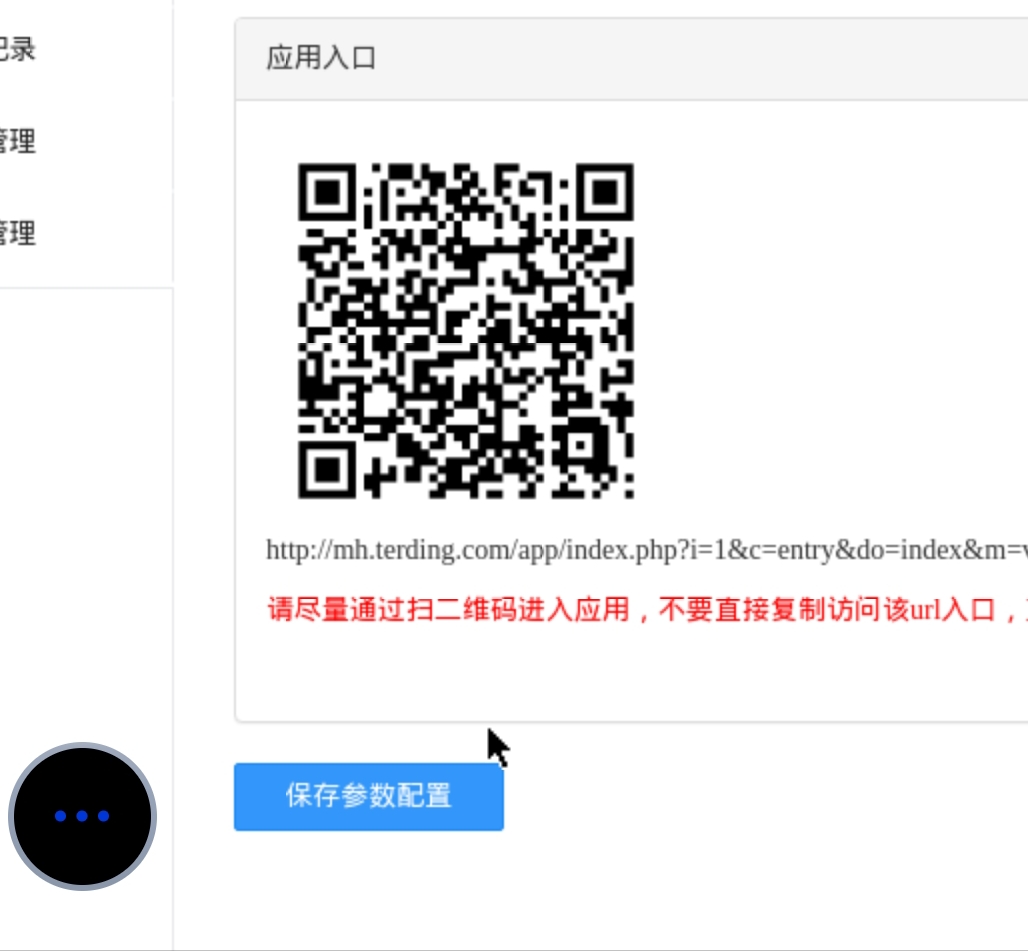 记录
管理
管理
应用入口
http://mh.terding.com/app/index.php?i=1&c=entry&do=index&m=
请尽量通过扫二维码进入应用，不要直接复制访问该url入口，
保存参数配置